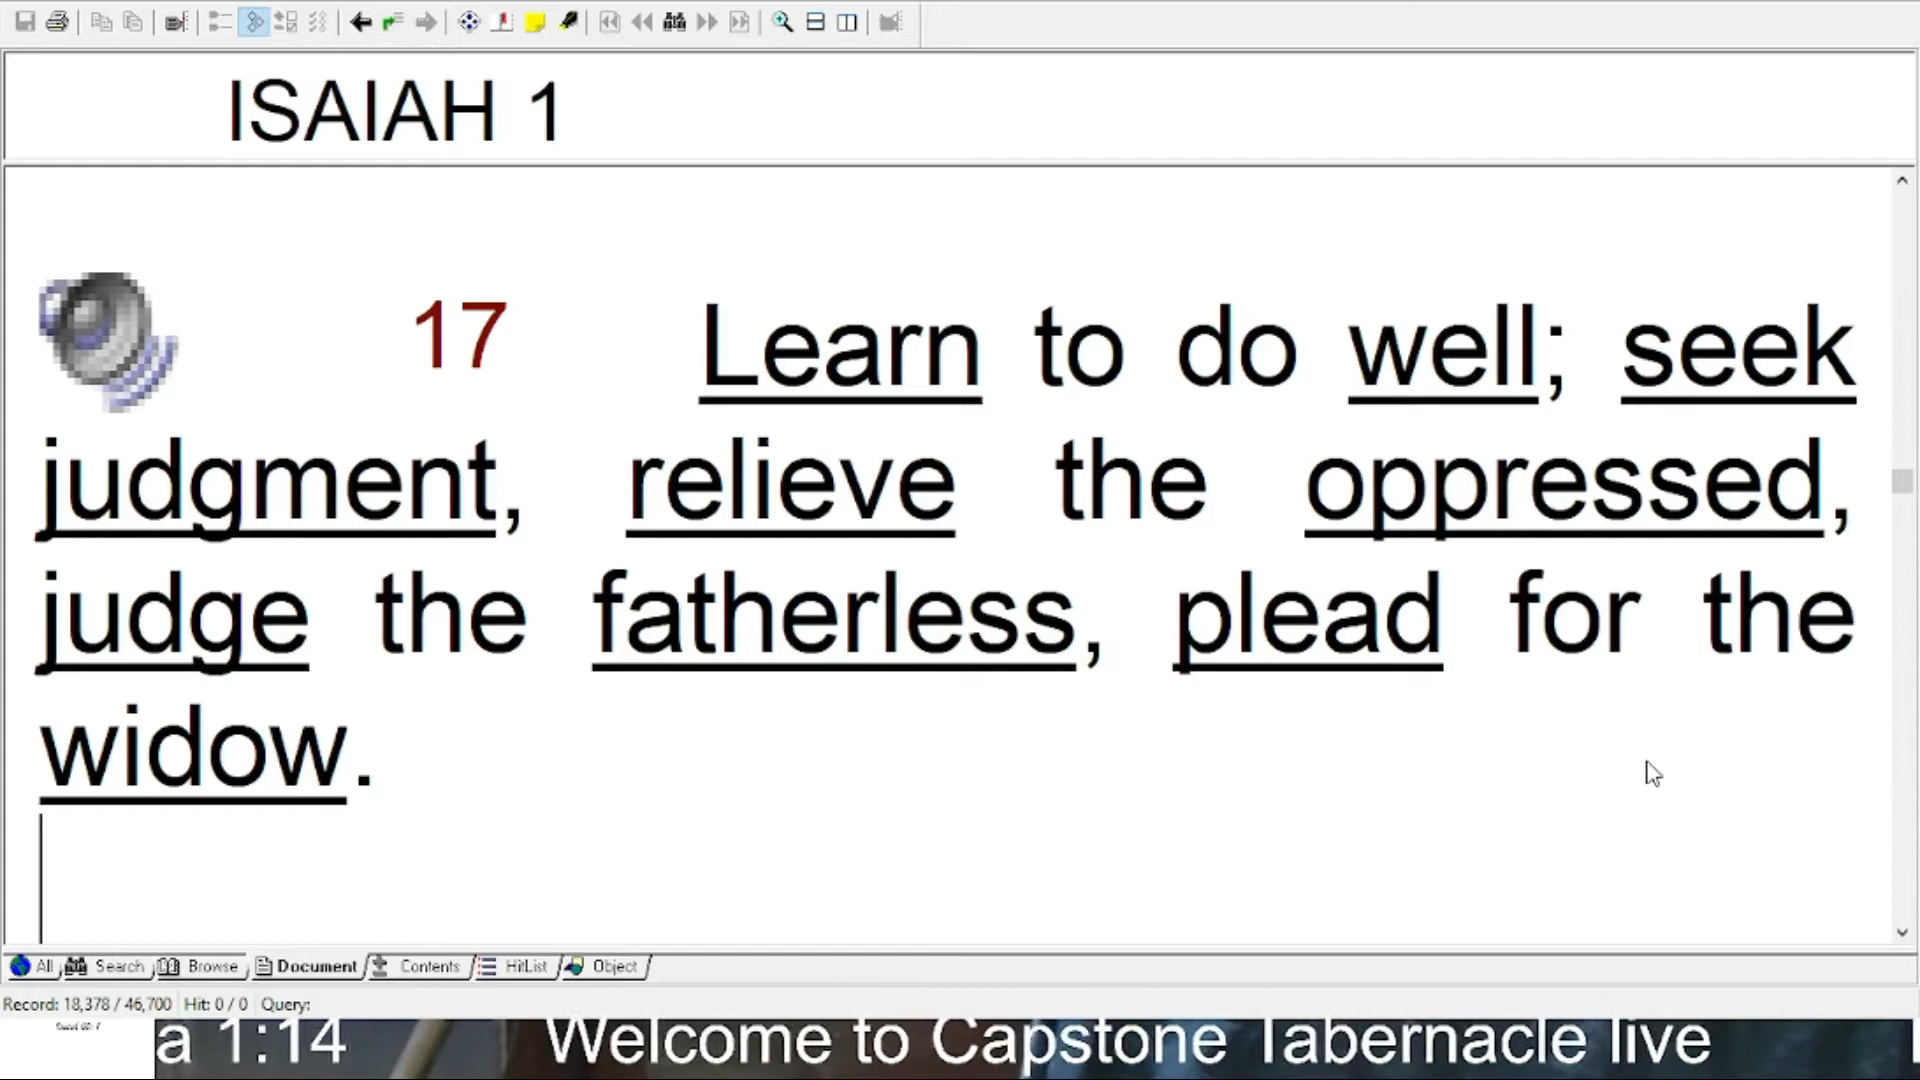 ISAIAH 1
17 Learn to do well; seek
judgment, relieve the oppressed,
judge the fatherless, plead for the
widow.
All Search Browse Document Contents HitList Object
Record: 18,378 / 46,700 Hit: 0 / 0 Query:
a 1:14 Welcome to Capstone Tabernacle live